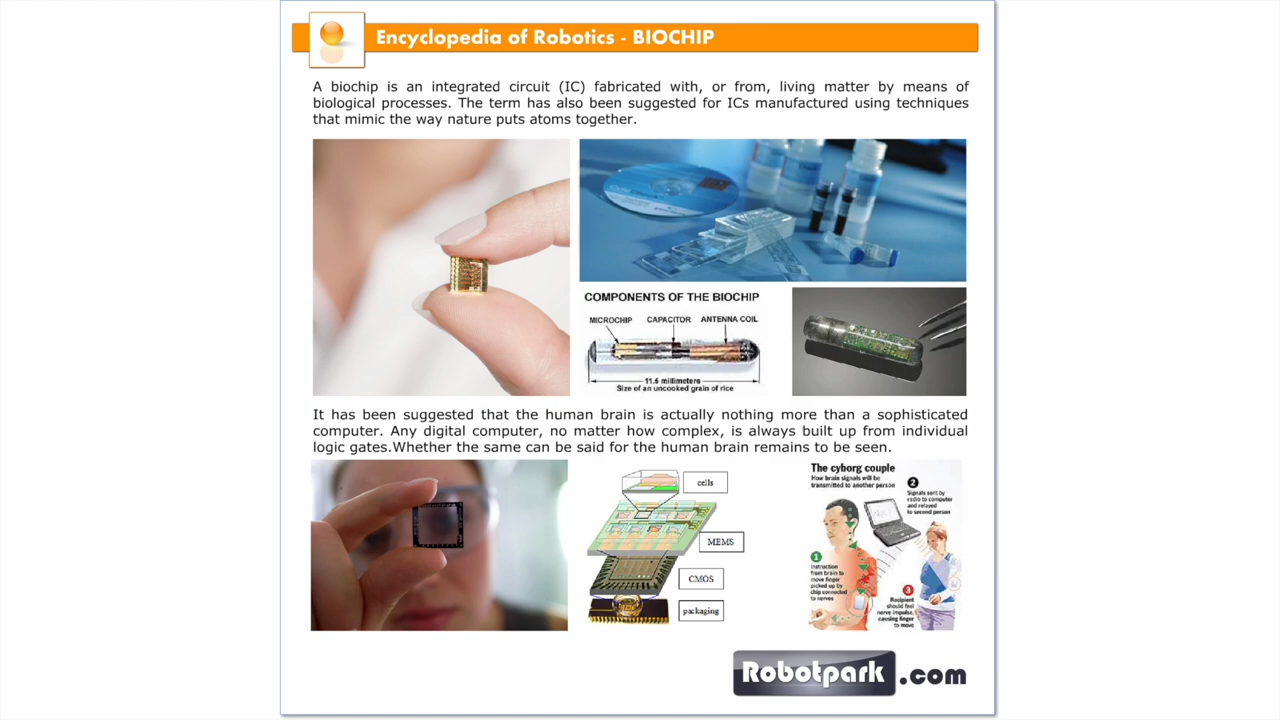 Encyclopedia of Robotics - BIOCHIP
A biochip is an integrated circuit (IC) fabricated with, or from, living matter by means of
biological processes. The term has also been suggested for ICs manufactured using techniques
that mimic the way nature puts atoms together.
COMPONENTS OF THE BIOCHIP
MICROCHIP CAPACITOR ANTENNA COIL
11.5 millimeters
Size of an uncooked grain of rice
It has been suggested that the human brain is actually nothing more than a sophisticated
computer. Any digital computer, no matter how complex, is always built up from individual
logic gates.Whether the same can be said for the human brain remains to be seen.
cells
MEMS
CMOS
packaging
The cyborg couple
How brain signals will be
transmitted to another person
2
Signals sent by
radio to computer
and relayed
to second person
1
Instruction
from brain to
move finger
picked up by
chip connected
to nerves
3
Recipient
should feel
nerve impulse,
causing finger
to move
Robotpark.com